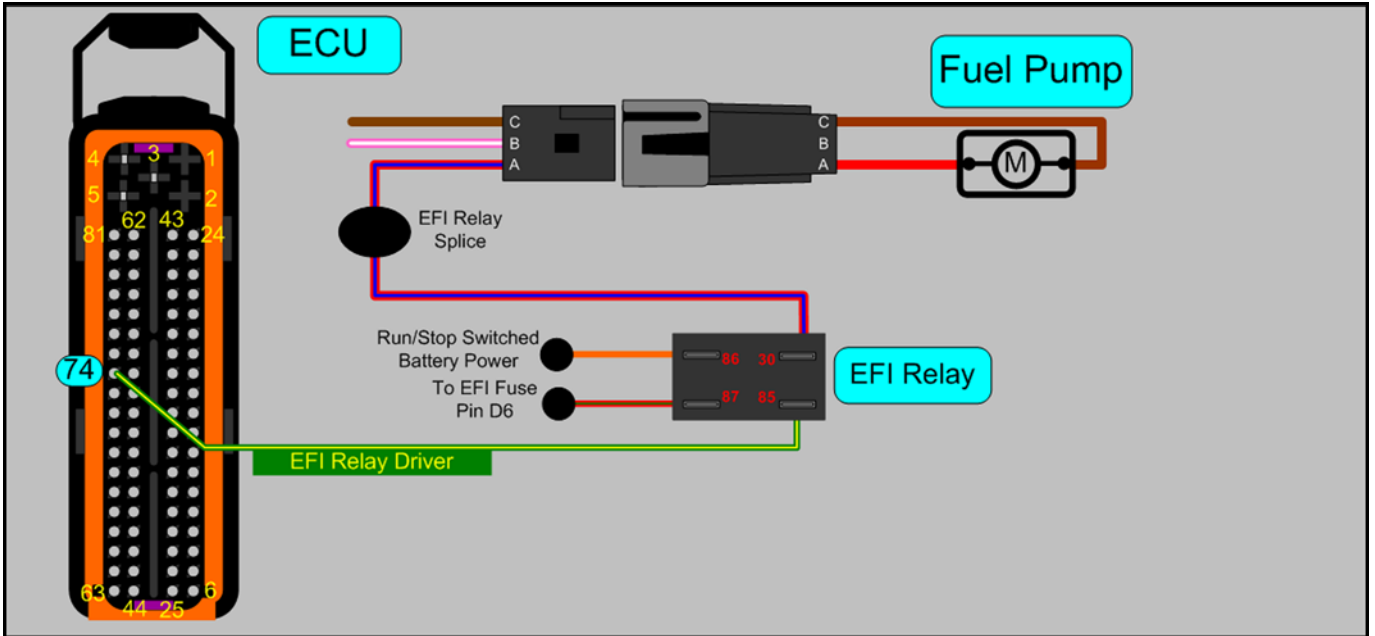 ECU
Fuel Pump
C
B
A
C
B
A
M
4
3
1
5
2
62
43
81
24
EFI Relay
Splice
Run/Stop Switched
Battery Power
86
30
EFI Relay
74
To EFI Fuse
Pin D6
87
85
EFI Relay Driver
63
6
44
25